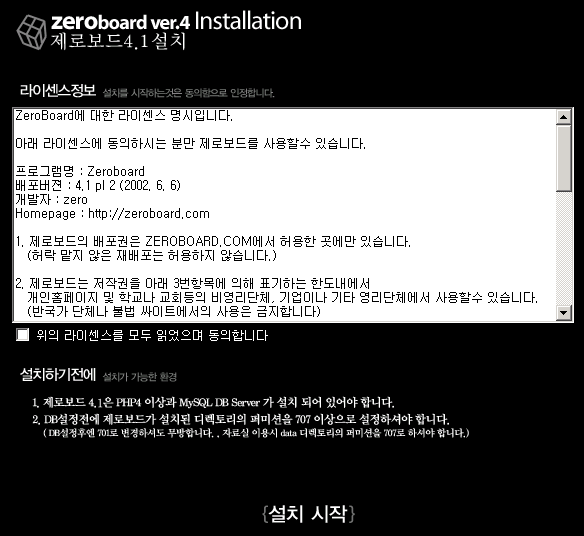 zeroboard ver.4 Installation
제로보드4.1설치
라이센스정보 설치를 시작하는것은 동의함으로 인정합니다.
ZeroBoard에 대한 라이센스 명시입니다.
아래 라이센스에 동의하시는 분만 제로보드를 사용할수 있습니다.
프로그램명 : Zeroboard
배포버젼 : 4.1 pl 2 (2002. 6. 6)
개발자 : zero
Homepage : http://zeroboard.com
1. 제로보드의 배포권은 ZEROBOARD.COM에서 허용한 곳에만 있습니다.
(허락 맡지 않은 재배포는 허용하지 않습니다.)
2. 제로보드는 저작권을 아래 3번항목에 의해 표기하는 한도내에서
개인홈페이지 및 학교나 교회등의 비영리단체, 기업이나 기타 영리단체에서 사용할수 있습니다.
(반국가 단체나 불법 싸이트에서의 사용은 금지합니다)
위의 라이센스를 모두 읽었으며 동의합니다
설치하기전에 설치가 가능한 환경
1. 제로보드 4.1은 PHP4 이상과 MySQL DB Server 가 설치 되어 있어야 합니다.
2. DB설정전에 제로보드가 설치된 디렉토리의 퍼미션을 707 이상으로 설정하셔야 합니다.
( DB설정후엔 701로 변경하셔도 무방합니다. . 자료실 이용시 data 디렉토리의 퍼미션을 707로 하셔야 합니다.)
{설치 시작}